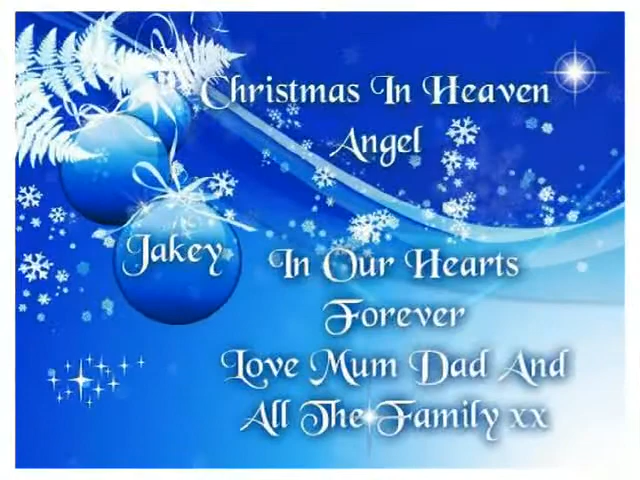 Christmas In Heaven
Angel
Jakey
In Our Hearts
Forever
Love Mum Dad And
All The Family xx